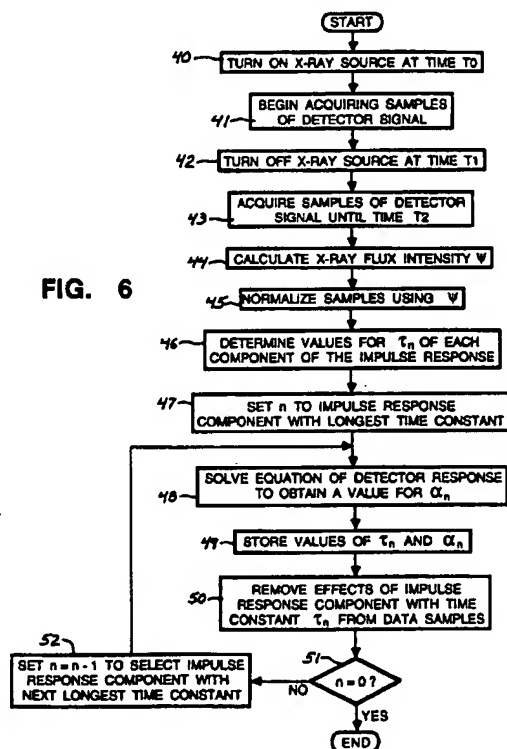 START
40 TURN ON X-RAY SOURCE AT TIME T0
BEGIN ACQUIRING SAMPLES
41 OF DETECTOR SIGNAL
42 TURN OFF X-RAY SOURCE AT TIME T1
ACQUIRE SAMPLES OF DETECTOR
43 SIGNAL UNTIL TIME T2
44 CALCULATE X-RAY FLUX INTENSITY Ψ
FIG. 6
45 NORMALIZE SAMPLES USING Ψ
46 DETERMINE VALUES FOR τn OF EACH
COMPONENT OF THE IMPULSE RESPONSE
47 SET n TO IMPULSE RESPONSE
COMPONENT WITH LONGEST TIME CONSTANT
SOLVE EQUATION OF DETECTOR RESPONSE
48 TO OBTAIN A VALUE FOR αn
49 STORE VALUES OF τn AND αn
REMOVE EFFECTS OF IMPULSE
50 RESPONSE COMPONENT WITH TIME
CONSTANT τn FROM DATA SAMPLES
51
n=0?
NO
YES
52
SET n=n-1 TO SELECT IMPULSE
RESPONSE COMPONENT WITH
NEXT LONGEST TIME CONSTANT
END